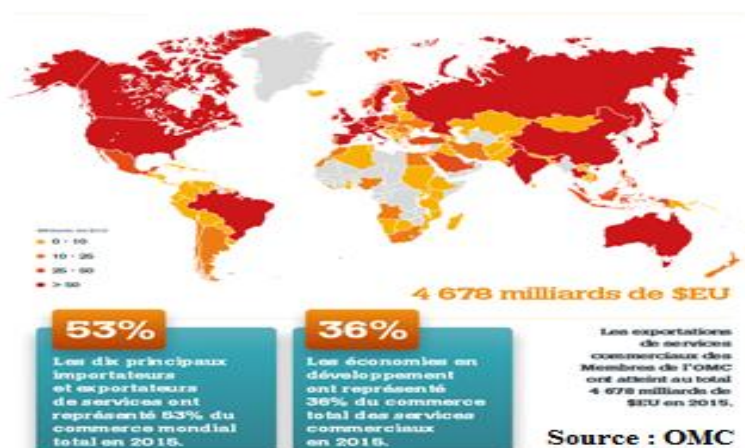 0 - 10
10 - 25
25 - 50
> 50
4 678 milliards de $EU
53%
Les dix principaux
importateurs
et exportateurs
de services ont
représenté 53% du
commerce mondial
total en 2015.
36%
Les économies en
développement
ont représenté
36% du commerce
total des services
commerciaux
en 2015.
Les exportations
de services
commerciaux des
Membres de l'OMC
ont atteint au total
4 678 milliards de
$EU en 2015.
Source : OMC